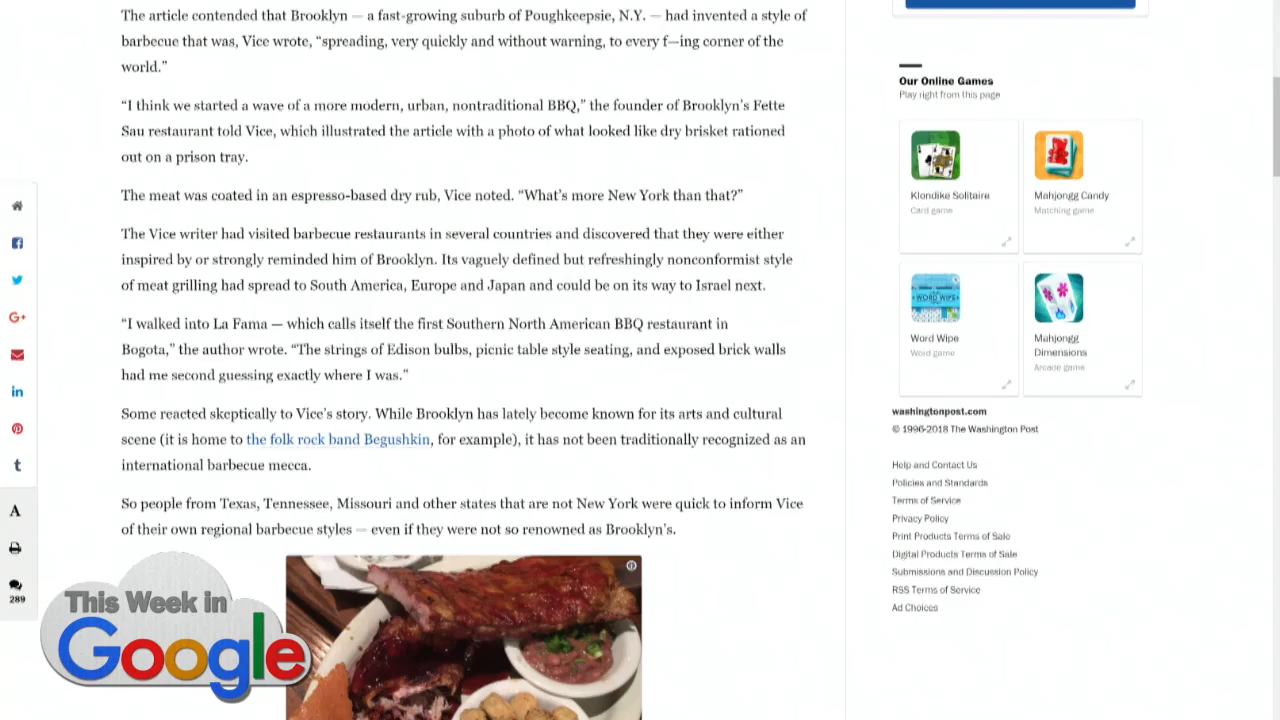 The article contended that Brooklyn — a fast-growing suburb of Poughkeepsie, N.Y. — had invented a style of
barbecue that was, Vice wrote, “spreading, very quickly and without warning, to every f—ing corner of the
world.”
“I think we started a wave of a more modern, urban, nontraditional BBQ,” the founder of Brooklyn’s Fette
Sau restaurant told Vice, which illustrated the article with a photo of what looked like dry brisket rationed
out on a prison tray.
The meat was coated in an espresso-based dry rub, Vice noted. “What’s more New York than that?”
The Vice writer had visited barbecue restaurants in several countries and discovered that they were either
inspired by or strongly reminded him of Brooklyn. Its vaguely defined but refreshingly nonconformist style
of meat grilling had spread to South America, Europe and Japan and could be on its way to Israel next.
“I walked into La Fama — which calls itself the first Southern North American BBQ restaurant in
Bogota,” the author wrote. “The strings of Edison bulbs, picnic table style seating, and exposed brick walls
had me second guessing exactly where I was.”
Some reacted skeptically to Vice’s story. While Brooklyn has lately become known for its arts and cultural
scene (it is home to the folk rock band Begushkin, for example), it has not been traditionally recognized as an
international barbecue mecca.
So people from Texas, Tennessee, Missouri and other states that are not New York were quick to inform Vice
of their own regional barbecue styles — even if they were not so renowned as Brooklyn’s.
G+
in
t
A
289
This Week in
Google
Our Online Games
Play right from this page
Klondike Solitaire
Card game
Mahjongg Candy
Matching game
WORD WIPE
Word Wipe
Word game
Mahjongg
Dimensions
Arcade game
washingtonpost.com
© 1996-2018 The Washington Post
Help and Contact Us
Policies and Standards
Terms of Service
Privacy Policy
Print Products Terms of Sale
Digital Products Terms of Sale
Submissions and Discussion Policy
RSS Terms of Service
Ad Choices